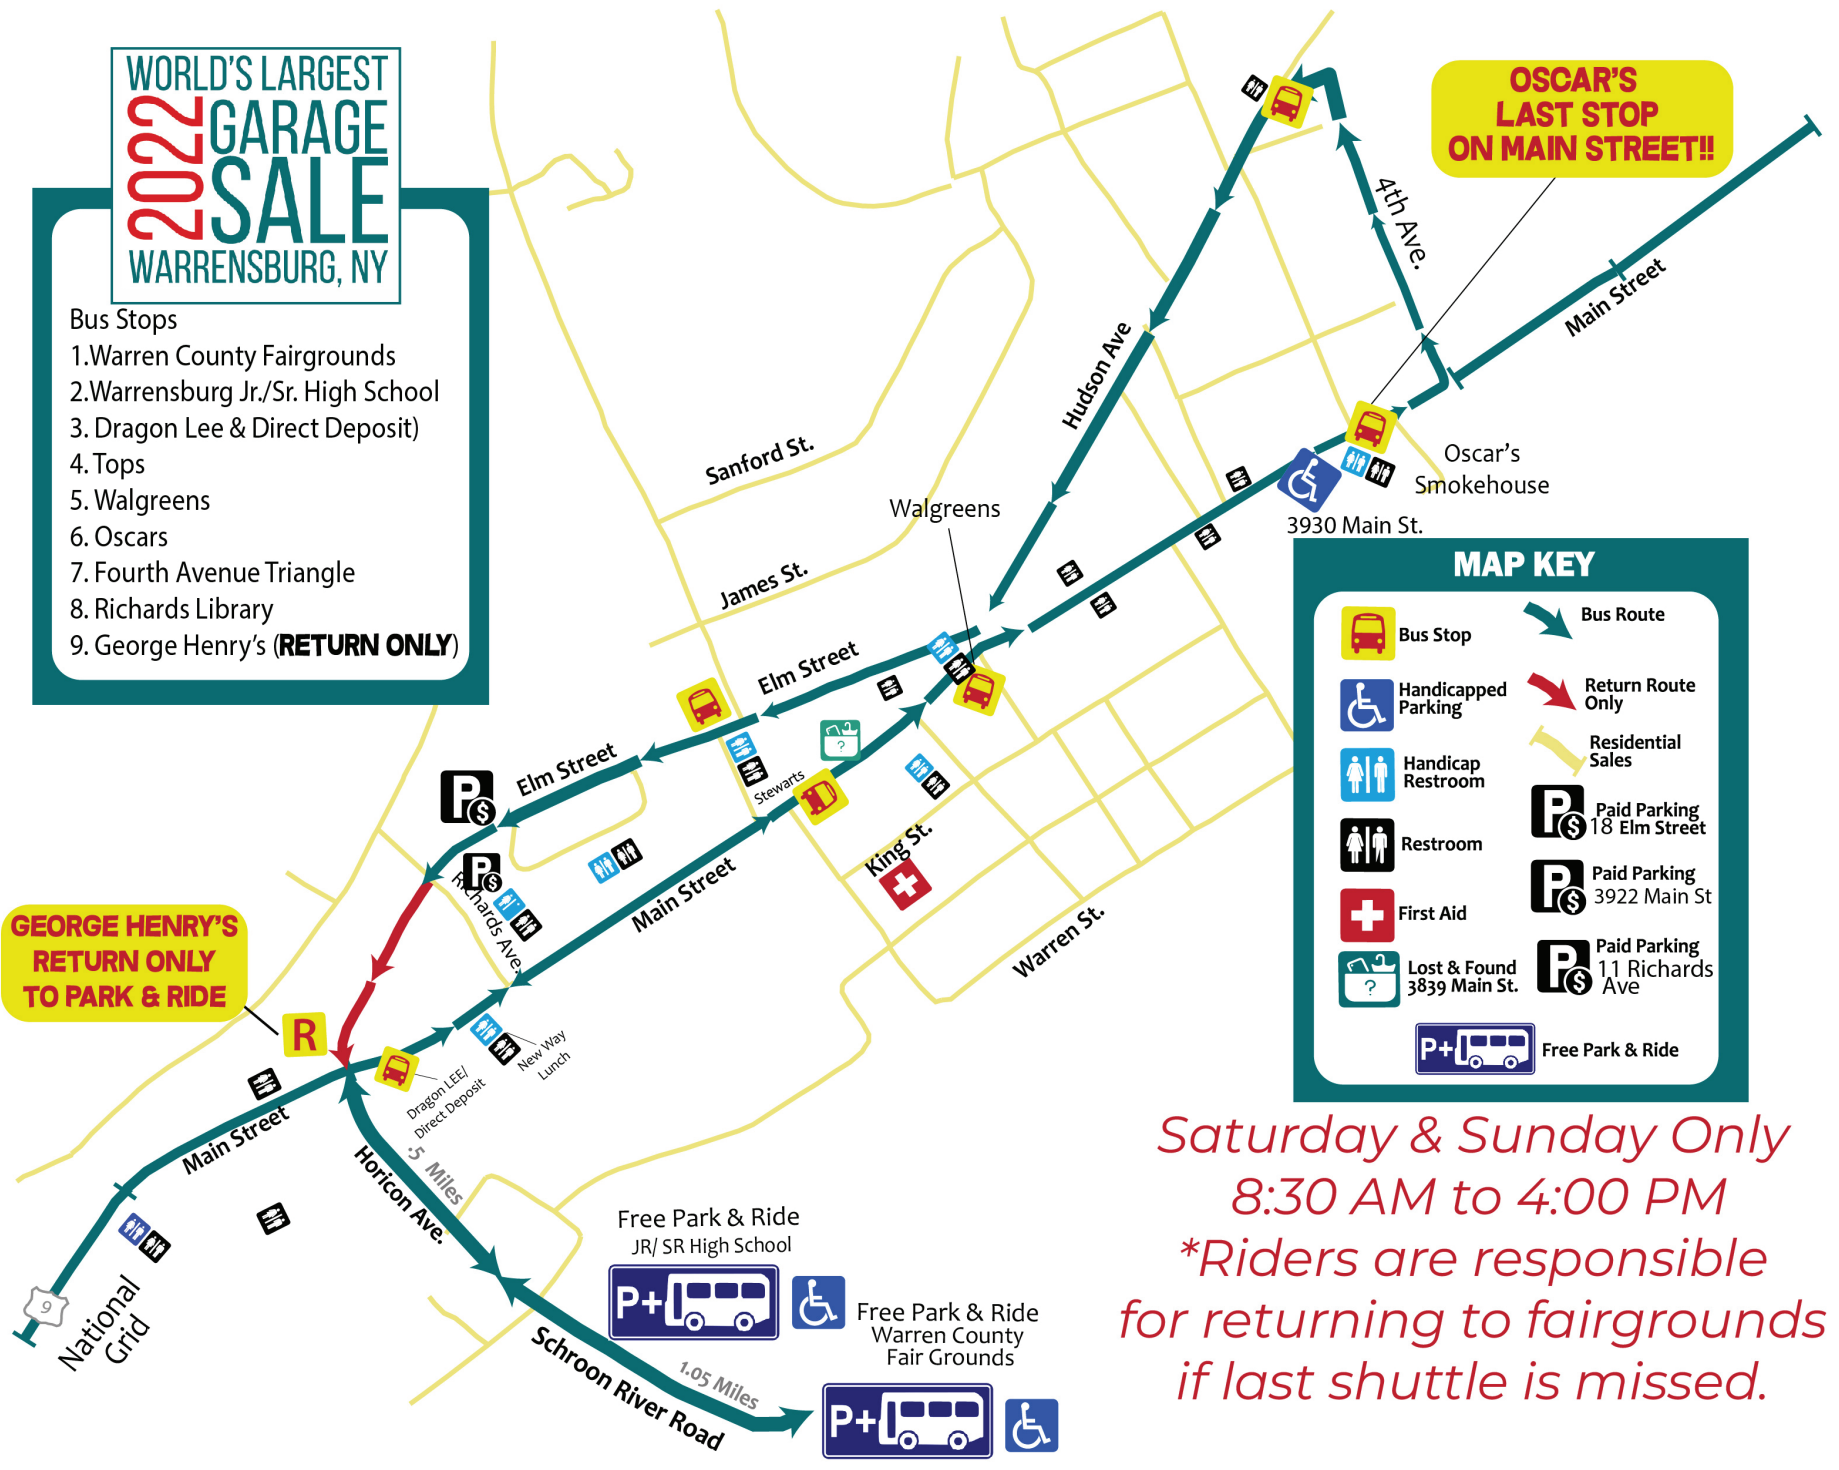 WORLD'S LARGEST
2022
GARAGE
SALE
WARRENSBURG, NY
Bus Stops
1.Warren County Fairgrounds
2.Warrensburg Jr./Sr. High School
3. Dragon Lee & Direct Deposit)
4. Tops
5. Walgreens
6. Oscars
7. Fourth Avenue Triangle
8. Richards Library
9. George Henry's (RETURN ONLY)
OSCAR'S
LAST STOP
ON MAIN STREET!!
4th Ave.
Main Street
Hudson Ave
Sanford St.
Walgreens
Oscar's
Smokehouse
3930 Main St.
James St.
Elm Street
Elm Street
Stewarts
?
King St.
Main Street
P$
P$
Richards Ave.
Warren St.
GEORGE HENRY'S
RETURN ONLY
TO PARK & RIDE
R
New Way
Lunch
Dragon LEE/
Direct Deposit
Main Street
.5 Miles
Horicon Ave.
9
National
Grid
Free Park & Ride
JR/ SR High School
P+
Free Park & Ride
Warren County
Fair Grounds
P+
Schroon River Road
1.05 Miles
MAP KEY
Bus Stop
Handicapped
Parking
Handicap
Restroom
Restroom
First Aid
?
Lost & Found
3839 Main St.
Bus Route
Return Route
Only
Residential
Sales
P$
Paid Parking
18 Elm Street
P$
Paid Parking
3922 Main St
P$
Paid Parking
11 Richards
Ave
P+
Free Park & Ride
Saturday & Sunday Only
8:30 AM to 4:00 PM
*Riders are responsible
for returning to fairgrounds
if last shuttle is missed.